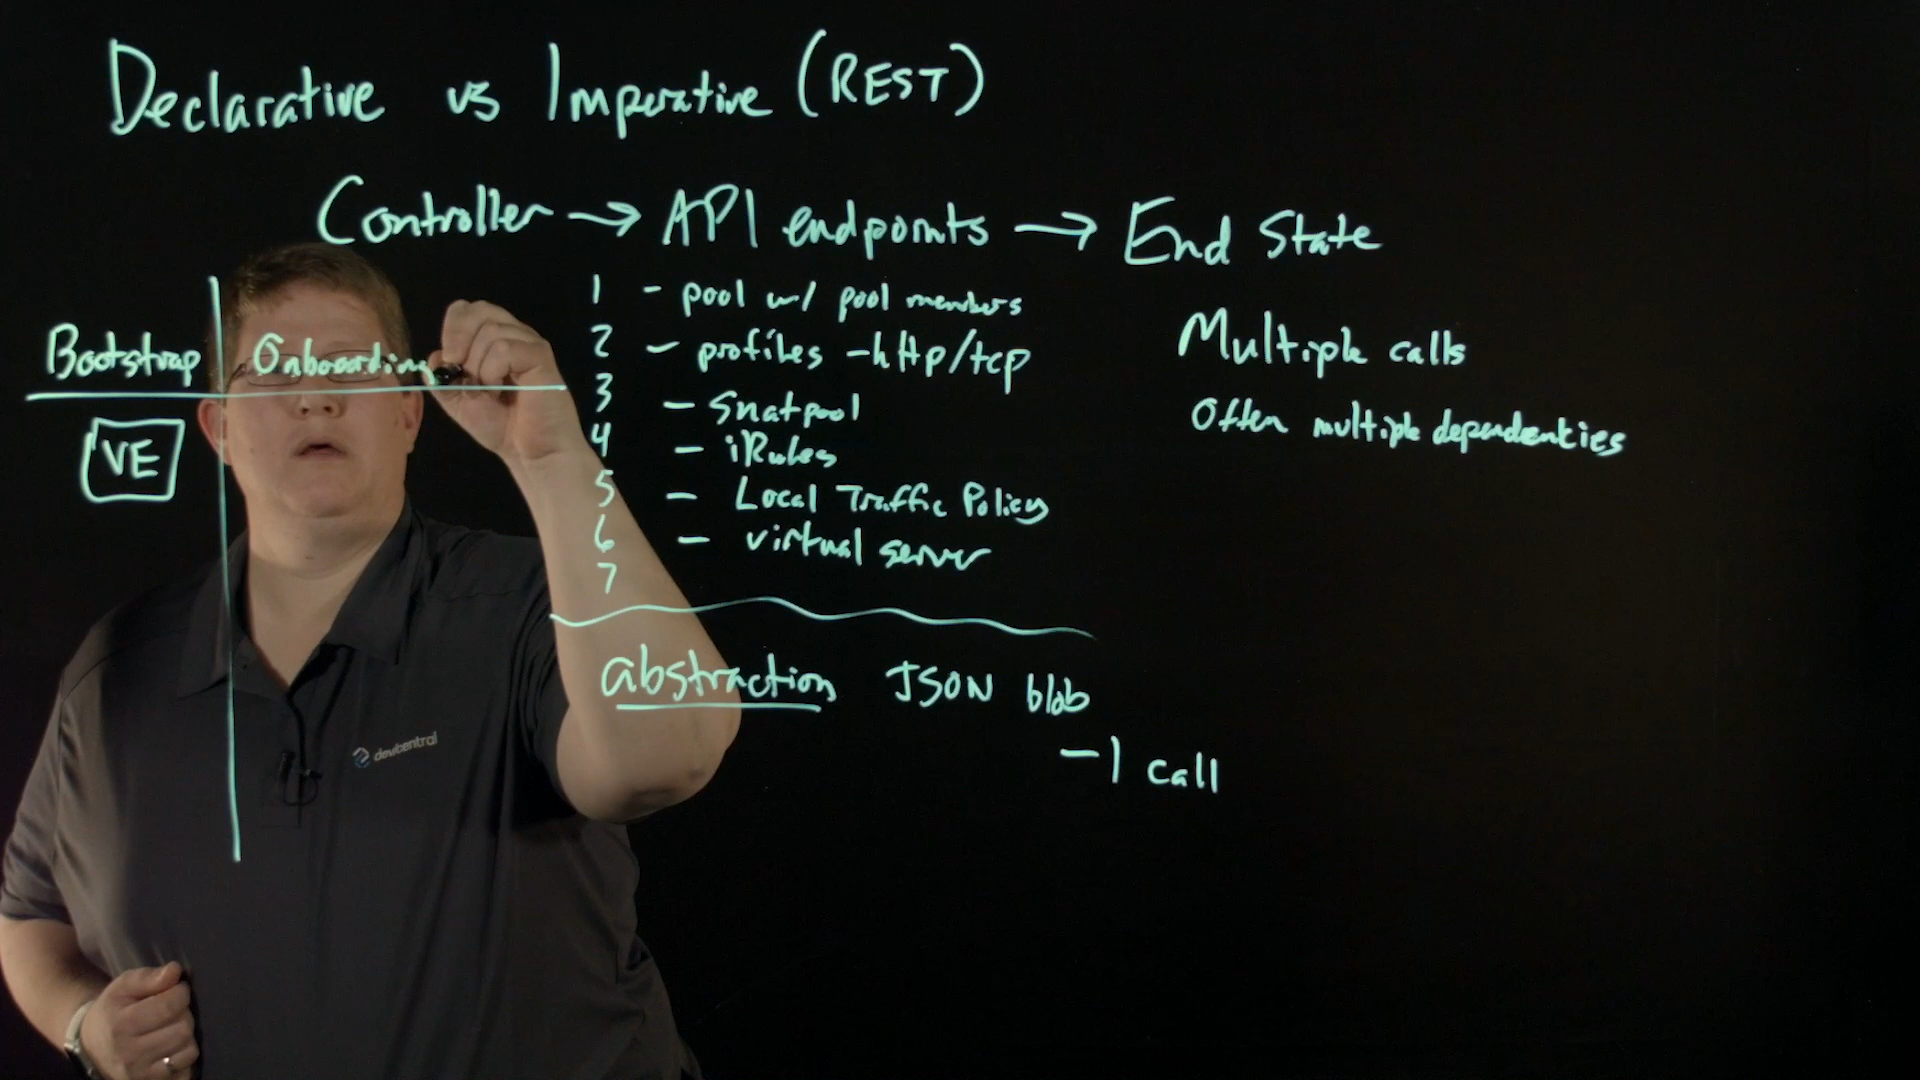 Declarative vs Imperative (REST)
Controller → API endpoints → End State
1 - pool w/ pool members
2 - profiles - http/tcp
3 - Snatpool
4 - iRules
5 - Local Traffic Policy
6 - virtual server
7
Multiple calls
Often multiple dependencies
Bootstrap Onboarding
VE
abstraction JSON blob
- 1 call
devcentral